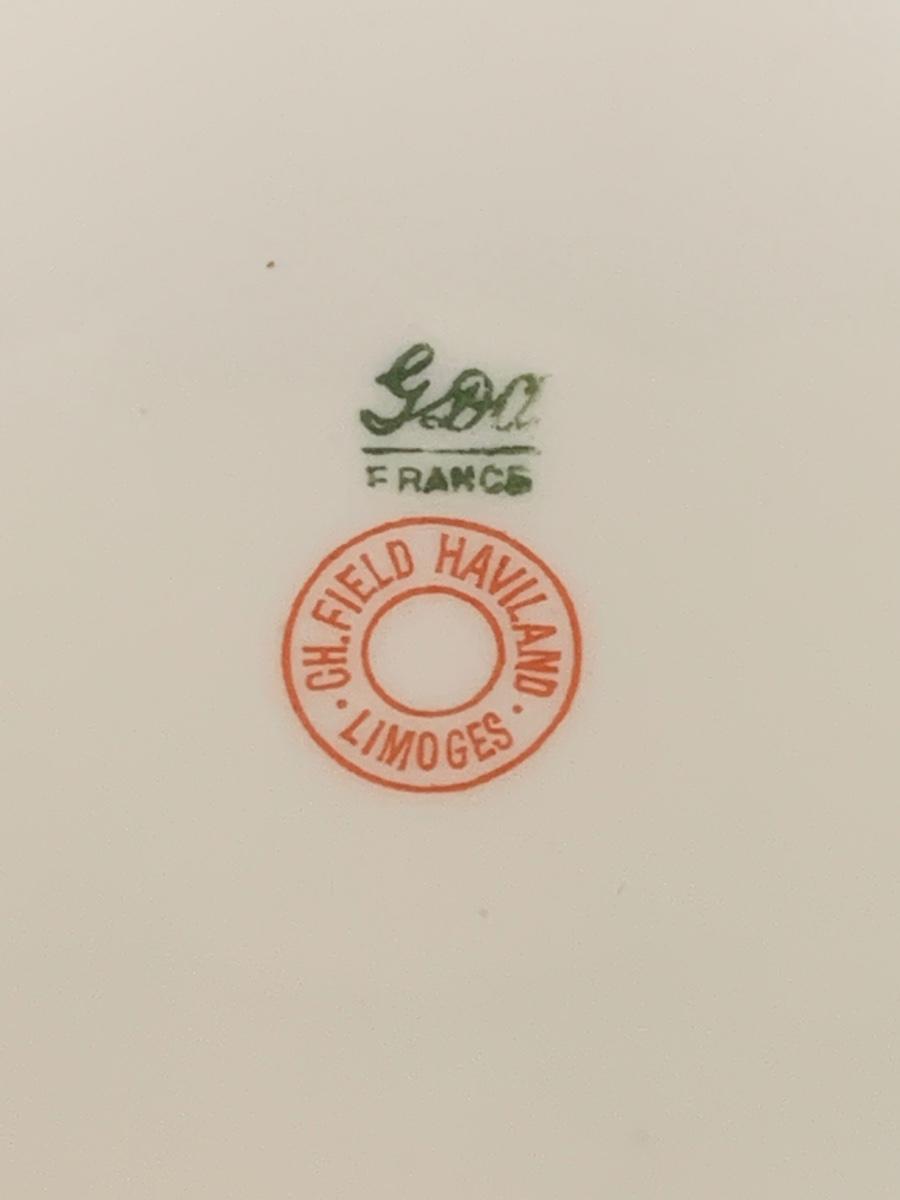 GDA
FRANCE
CH. FIELD HAVILAND
· LIMOGES ·